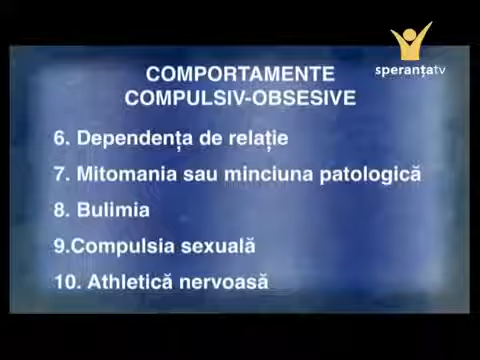 speranțatv
COMPORTAMENTE
COMPULSIV-OBSESIVE
6. Dependența de relație
7. Mitomania sau minciuna patologică
8. Bulimia
9.Compulsia sexuală
10. Athletică nervoasă